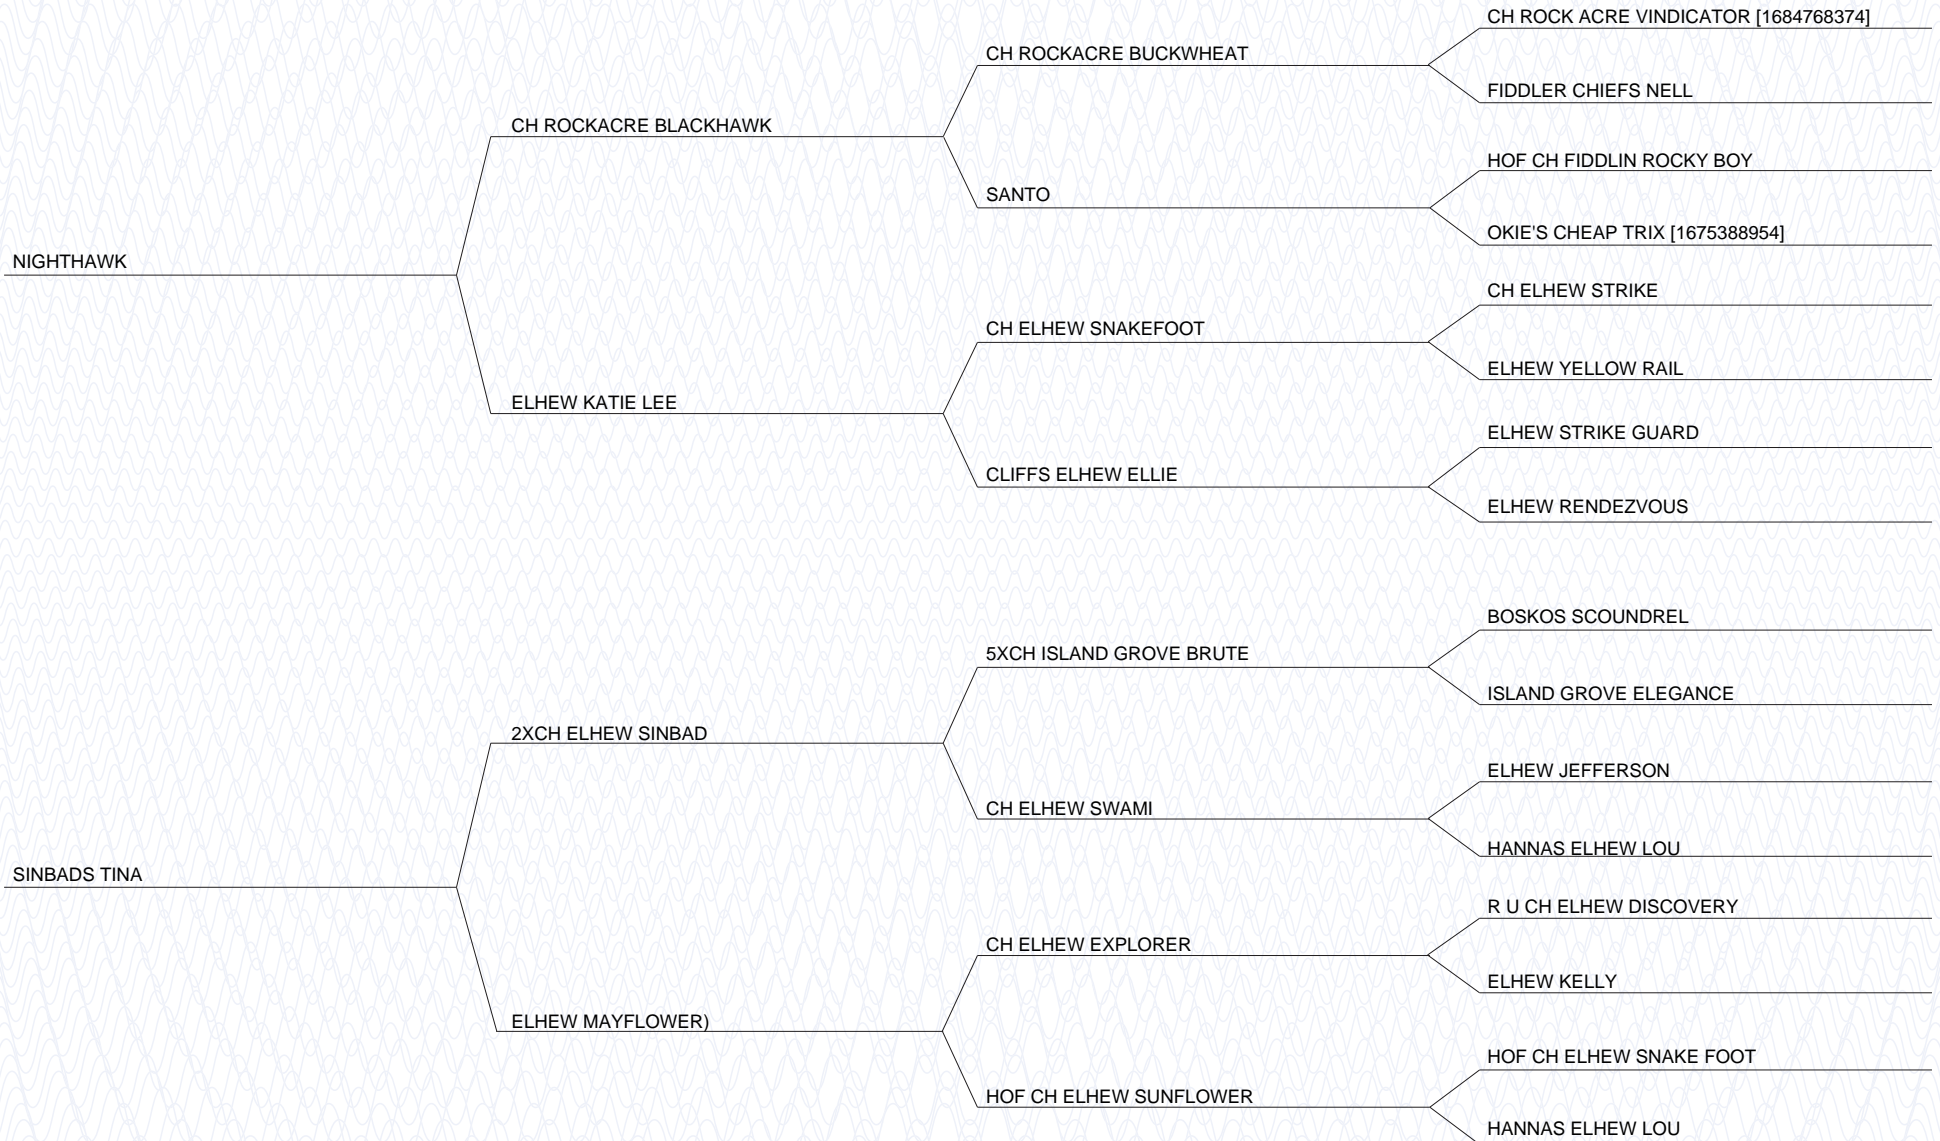 CH ROCK ACRE VINDICATOR [1684768374]
CH ROCKACRE BUCKWHEAT
FIDDLER CHIEFS NELL
CH ROCKACRE BLACKHAWK
HOF CH FIDDLIN ROCKY BOY
SANTO
OKIE'S CHEAP TRIX [1675388954]
NIGHTHAWK
CH ELHEW STRIKE
CH ELHEW SNAKEFOOT
ELHEW YELLOW RAIL
ELHEW KATIE LEE
ELHEW STRIKE GUARD
CLIFFS ELHEW ELLIE
ELHEW RENDEZVOUS
BOSKOS SCOUNDREL
5XCH ISLAND GROVE BRUTE
ISLAND GROVE ELEGANCE
2XCH ELHEW SINBAD
ELHEW JEFFERSON
CH ELHEW SWAMI
HANNAS ELHEW LOU
SINBADS TINA
R U CH ELHEW DISCOVERY
CH ELHEW EXPLORER
ELHEW KELLY
ELHEW MAYFLOWER)
HOF CH ELHEW SNAKE FOOT
HOF CH ELHEW SUNFLOWER
HANNAS ELHEW LOU